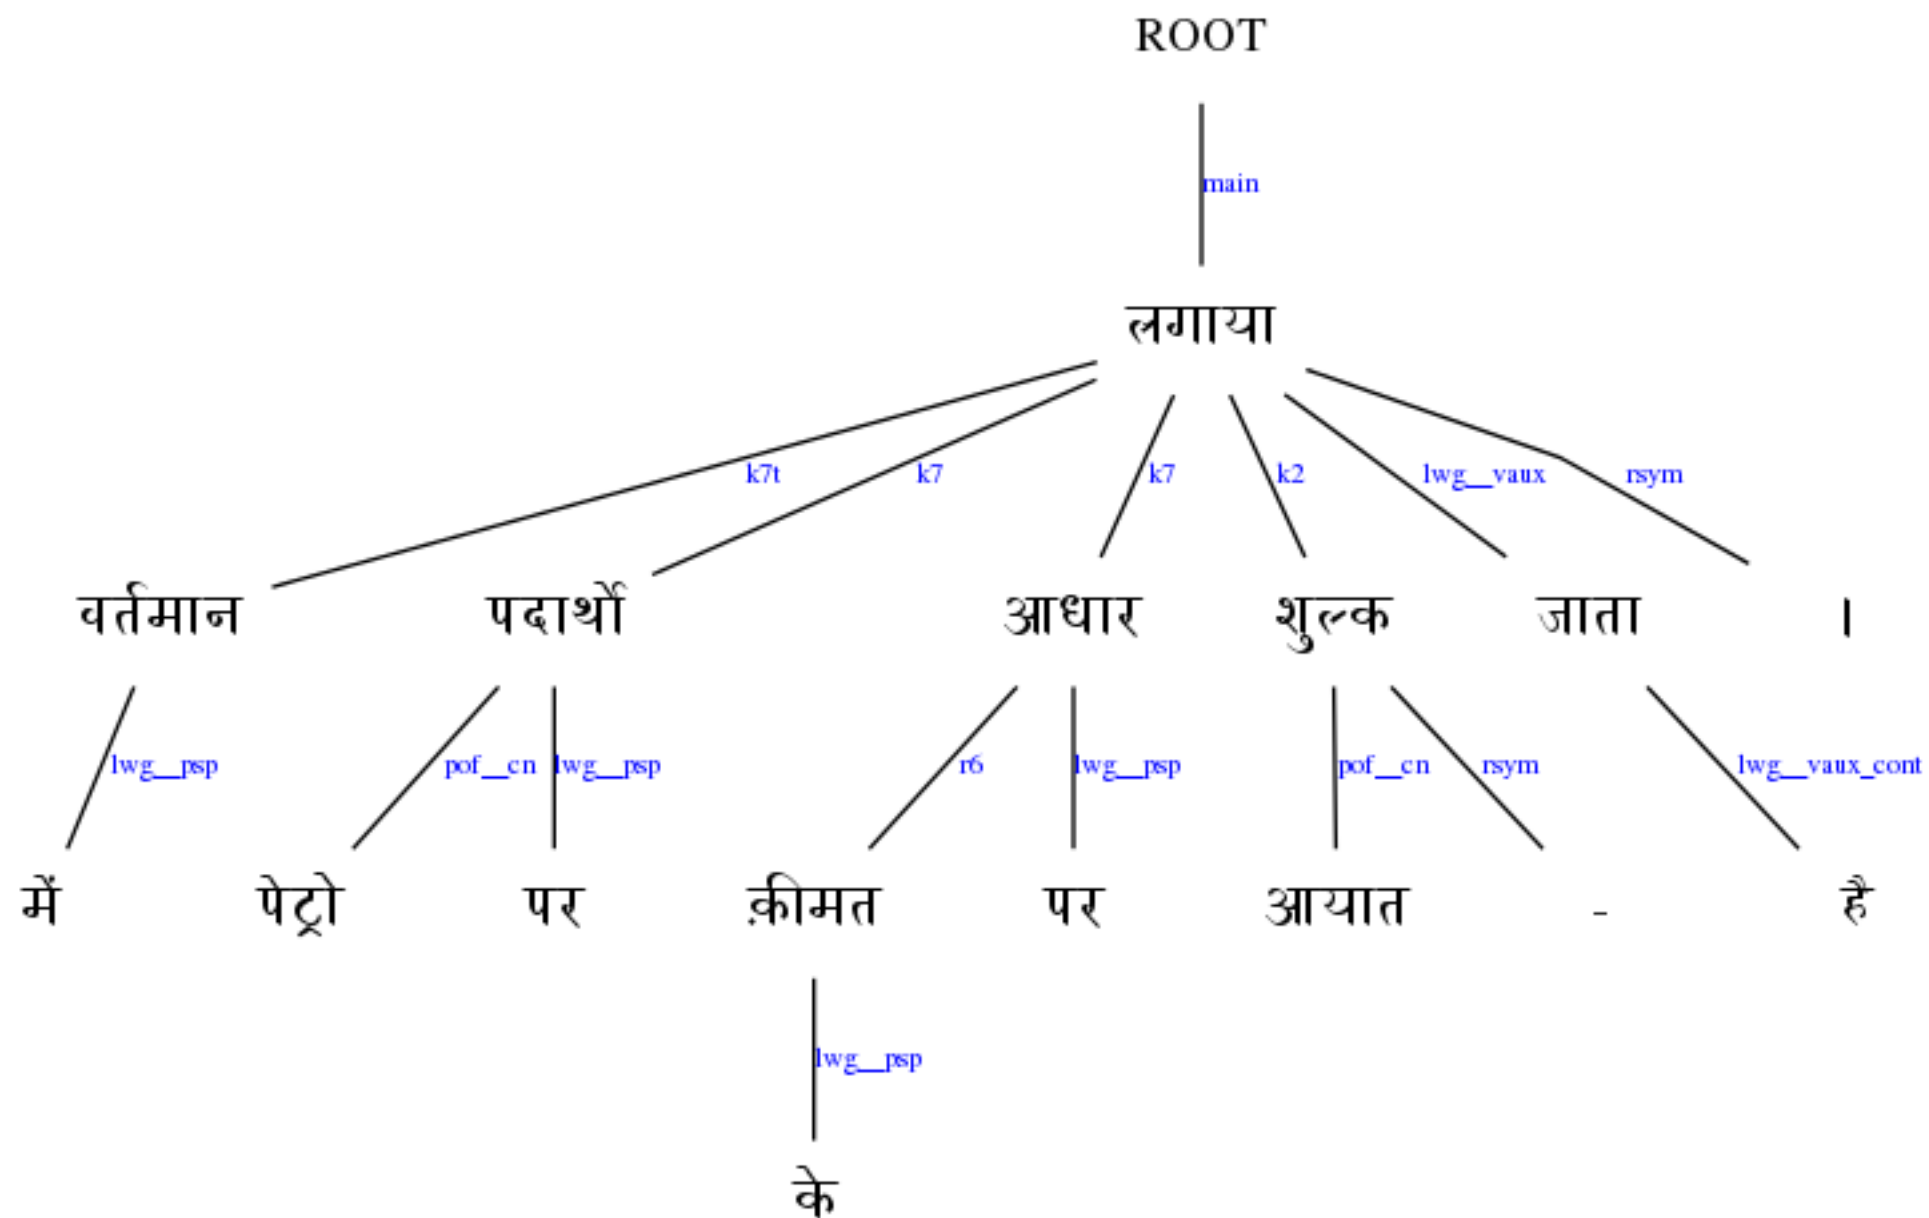 ROOT
main
लगाया
k7t k7 k7 k2 lwg__vaux rsym
वर्तमान पदार्थों आधार शुल्क जाता ।
lwg__psp pof__cn lwg__psp r6 lwg__psp pof__cn rsym lwg__vaux_cont
में पेट्रो पर क़ीमत पर आयात - है
lwg__psp
के